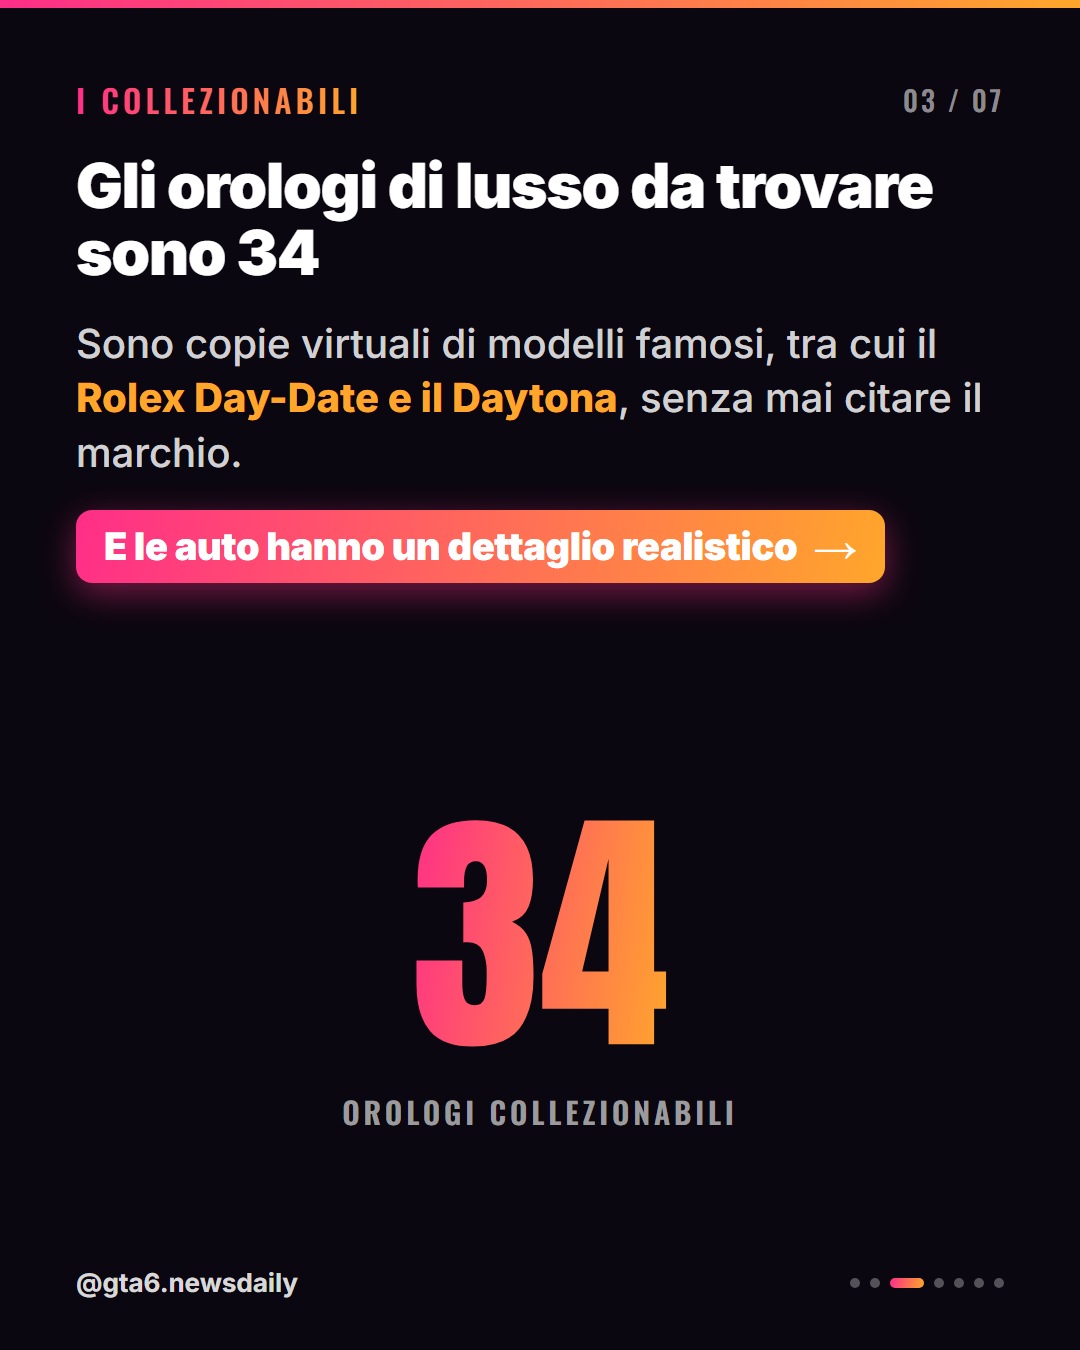 I COLLEZIONABILI
03 / 07
Gli orologi di lusso da trovare
sono 34
Sono copie virtuali di modelli famosi, tra cui il
Rolex Day-Date e il Daytona, senza mai citare il
marchio.
E le auto hanno un dettaglio realistico →
34
OROLOGI COLLEZIONABILI
@gta6.newsdaily